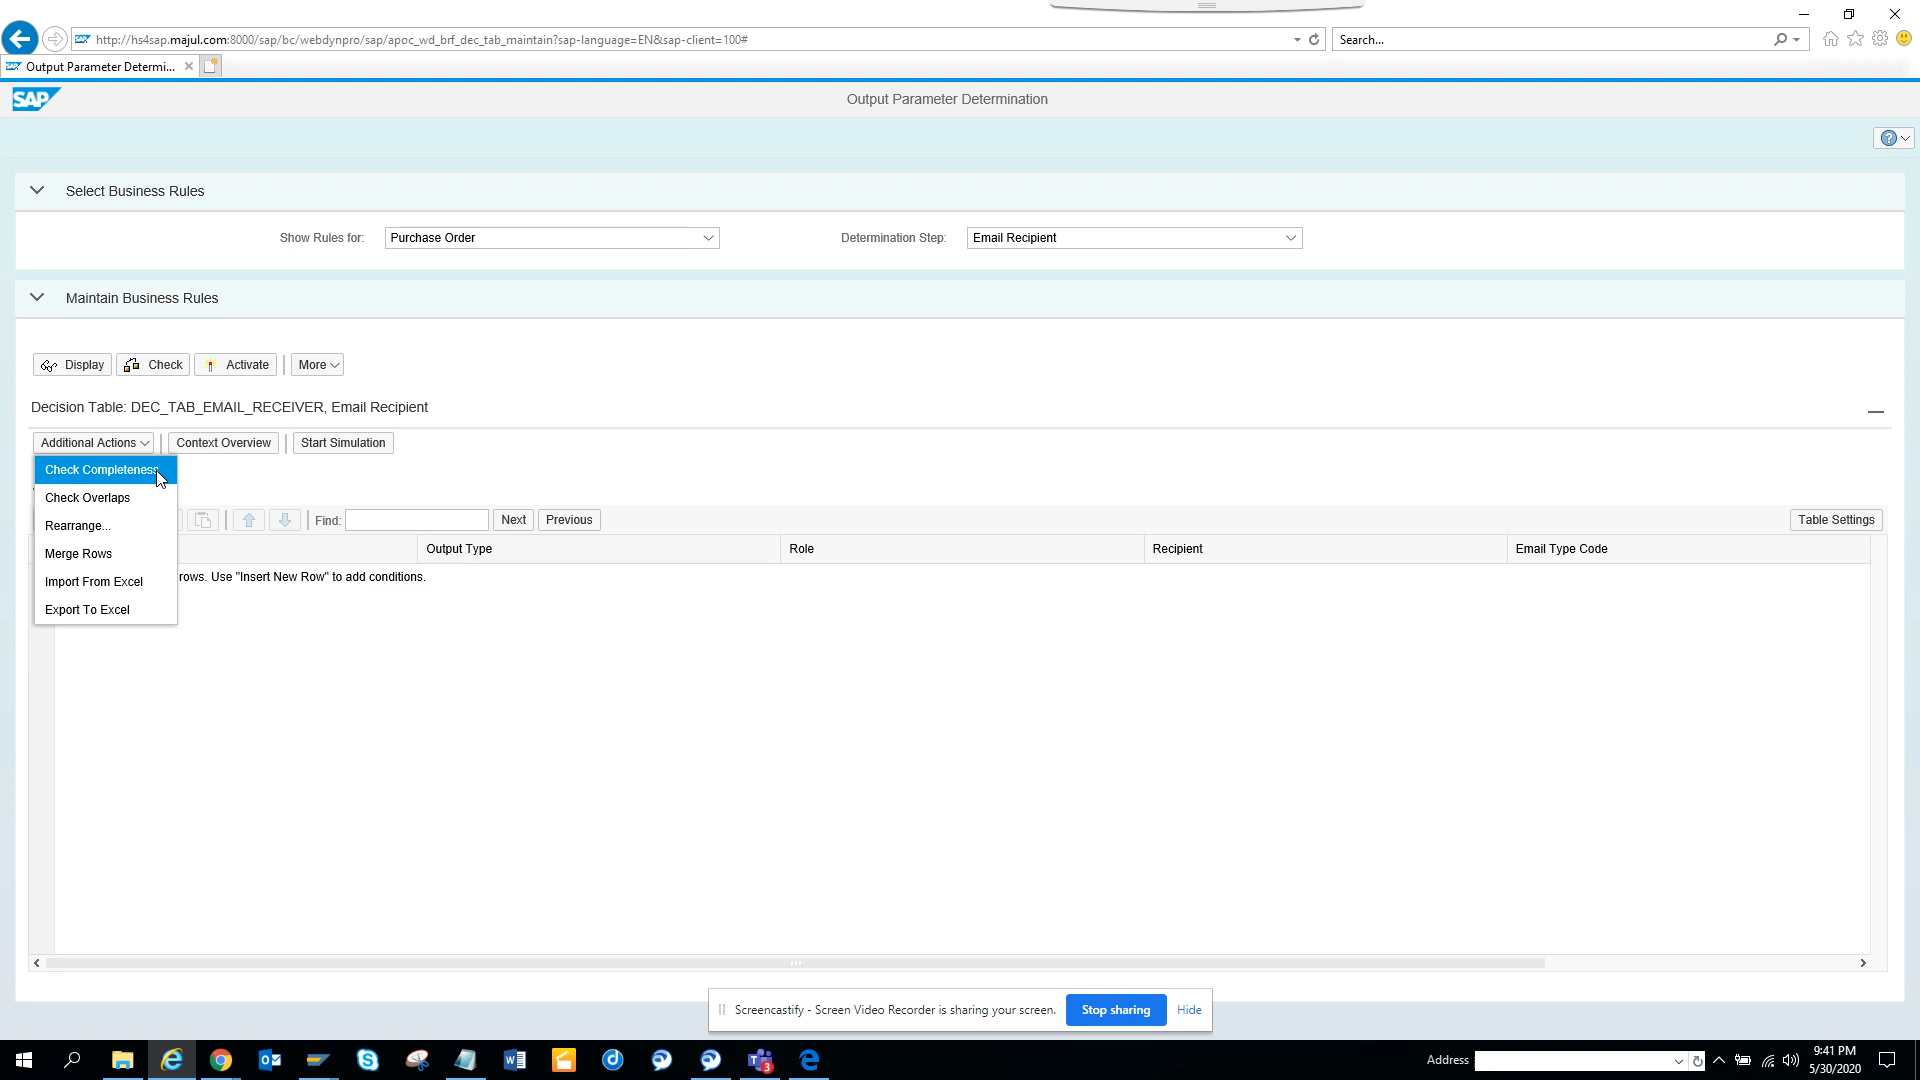 http://hs4sap.majul.com:8000/sap/bc/webdynpro/sap/apoc_wd_brf_dec_tab_maintain?sap-language=EN&sap-client=100#
Search...
Output Parameter Determi...
SAP
Output Parameter Determination
Select Business Rules
Show Rules for: Purchase Order
Determination Step: Email Recipient
Maintain Business Rules
Display Check Activate More
Decision Table: DEC_TAB_EMAIL_RECEIVER, Email Recipient
Additional Actions Context Overview Start Simulation
Check Completeness
Check Overlaps
Rearrange...
Merge Rows
Import From Excel
Export To Excel
Find: Next Previous Table Settings
Output Type Role Recipient Email Type Code
rows. Use "Insert New Row" to add conditions.
Screencastify - Screen Video Recorder is sharing your screen. Stop sharing Hide
Address
3
9:41 PM
5/30/2020